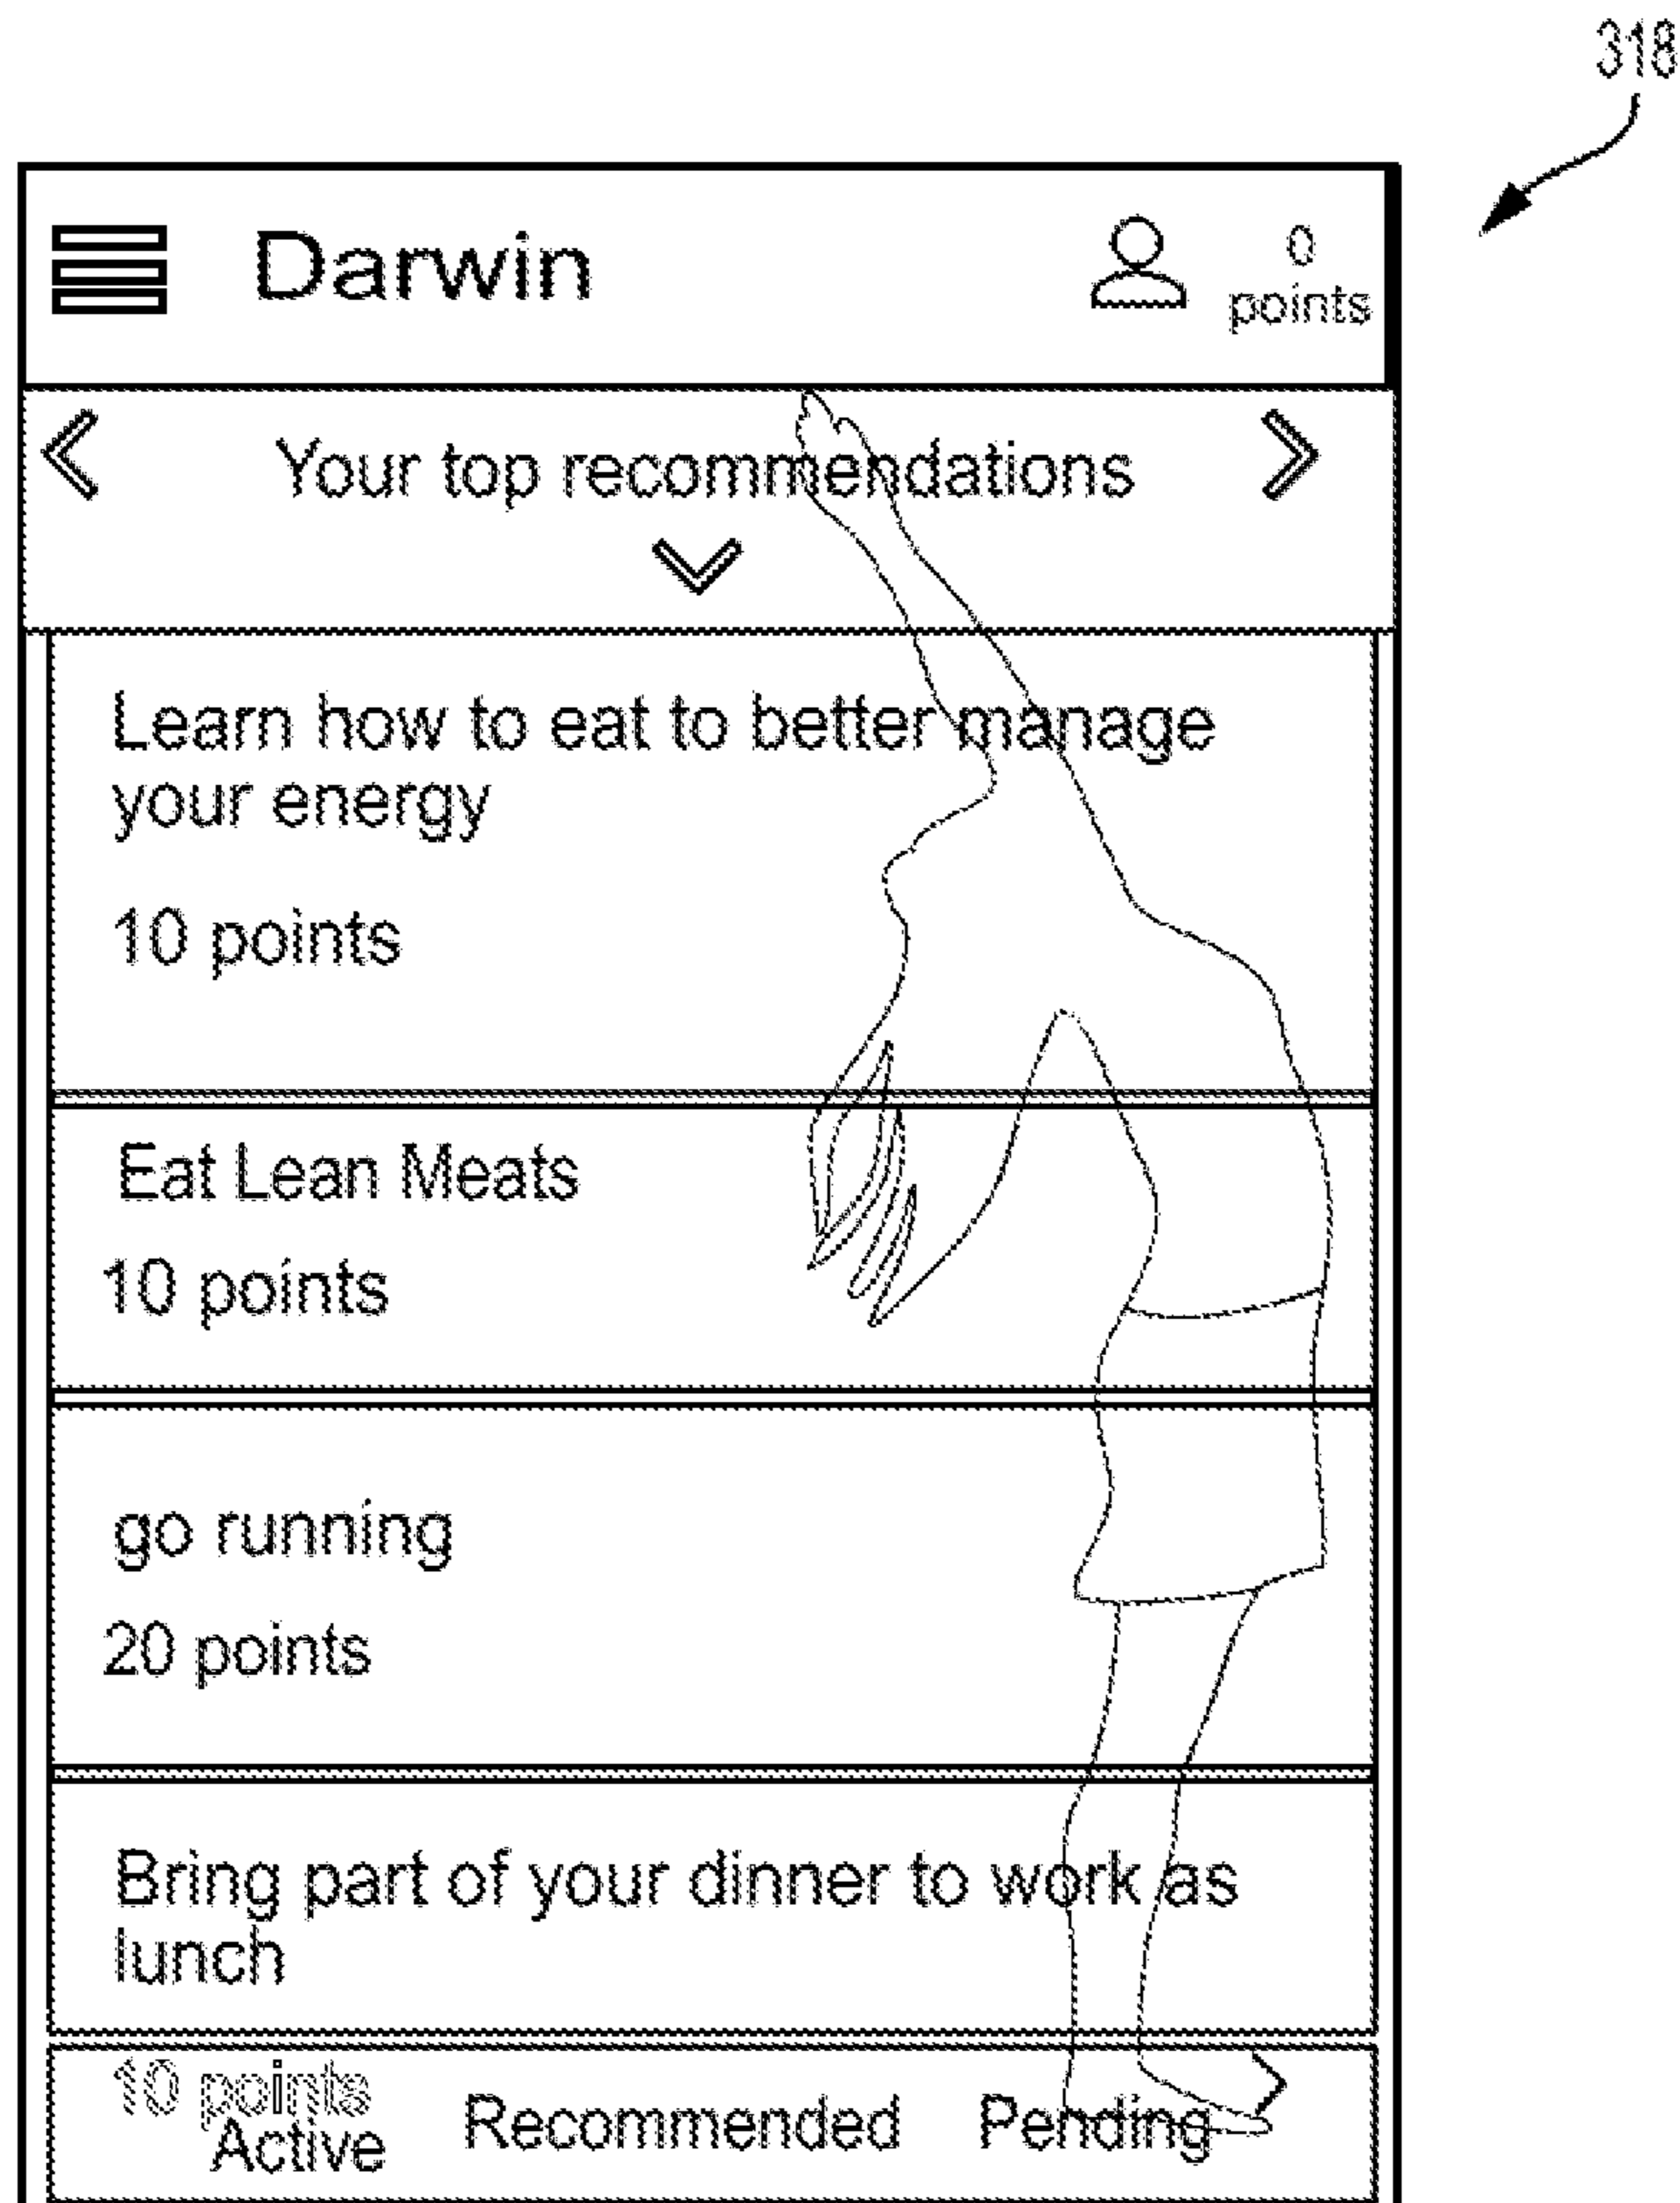 318
Darwin
0
points
Your top recommendations
Learn how to eat to better manage
your energy
10 points
Eat Lean Meats
10 points
go running
20 points
Bring part of your dinner to work as
lunch
10 points
Active Recommended Pending